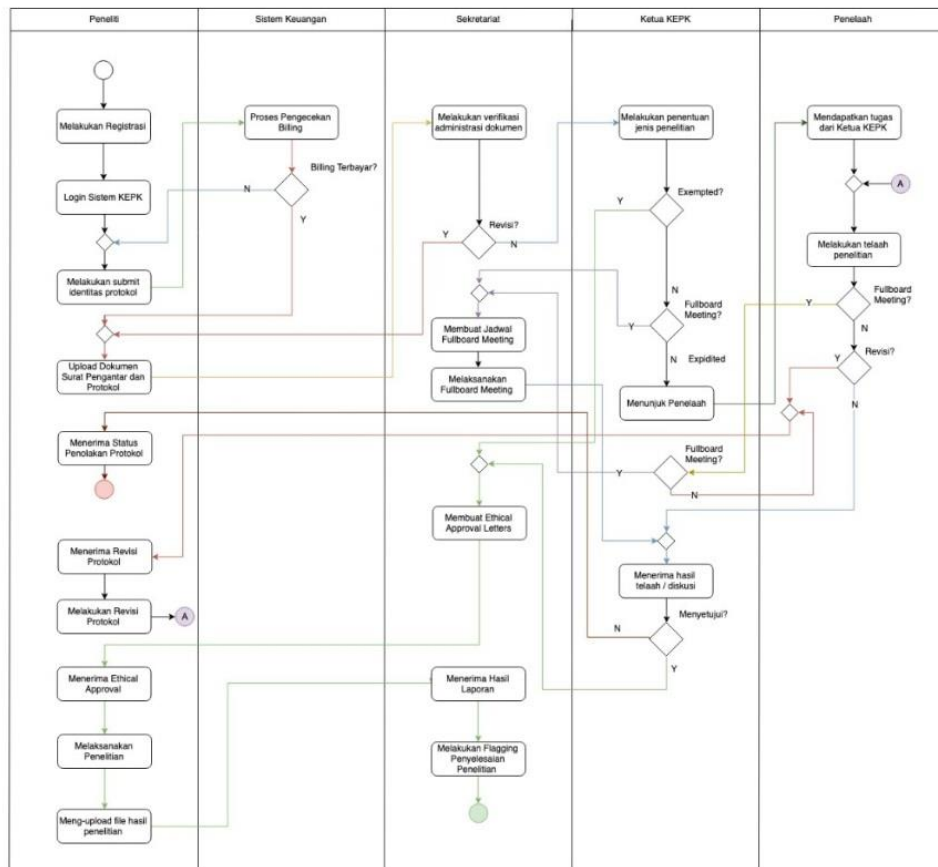 Peneliti
Sistem Keuangan
Sekretariat
Ketua KEPK
Penelaah
Melakukan Registrasi
Login Sistem KEPK
Melakukan submit
identitas protokol
Upload Dokumen
Surat Pengantar dan
Protokol
Menerima Status
Penolakan Protokol
Menerima Revisi
Protokol
Melakukan Revisi
Protokol
A
Menerima Ethical
Approval
Melaksanakan
Penelitian
Meng-upload file hasil
penelitian
Proses Pengecekan
Billing
Billing Terbayar?
N
Y
Melakukan verifikasi
administrasi dokumen
Revisi?
Y
N
Membuat Jadwal
Fullboard Meeting
Melaksanakan
Fullboard Meeting
Membuat Ethical
Approval Letters
Menerima Hasil
Laporan
Melakukan Flagging
Penyelesaian
Penelitian
Melakukan penentuan
jenis penelitian
Exempted?
Y
N
Fullboard
Meeting?
Y
N
Expidited
Menunjuk Penelaah
Fullboard
Meeting?
Y
N
Menerima hasil
telaah / diskusi
Menyetujui?
N
Y
Mendapatkan tugas
dari Ketua KEPK
A
Melakukan telaah
penelitian
Fullboard
Meeting?
Y
N
Revisi?
Y
N